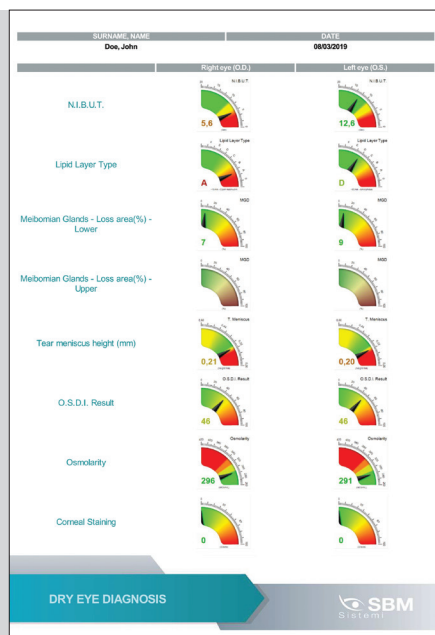 SURNAME, NAME DATE
Doe, John 08/03/2019
Right eye (O.D.) Left eye (O.S.)
N.I.B.U.T. N.I.B.U.T.
N.I.B.U.T.
5,6 12,6
Lipid Layer Type Lipid Layer Type
Lipid Layer Type
A D
MGD MGD
Meibomian Glands - Loss area(%) -
Lower
7 9
MGD MGD
Meibomian Glands - Loss area(%) -
Upper
T. Meniscus T. Meniscus
Tear meniscus height (mm)
0,21 0,20
O.S.D.I. Result O.S.D.I. Result
O.S.D.I. Result
46 46
Osmolarity Osmolarity
Osmolarity
296 291
Corneal Staining
0 0
DRY EYE DIAGNOSIS
SBM
Sistemi